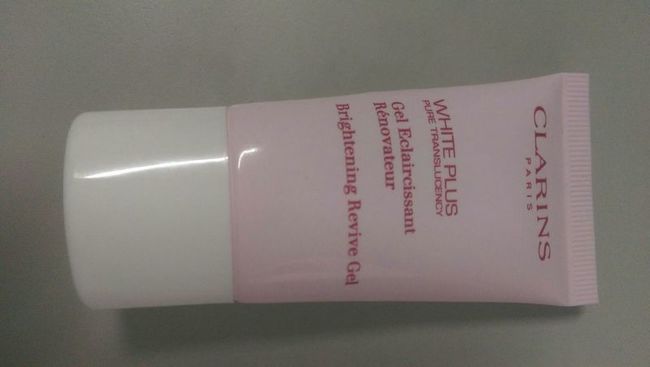 CLARINS
PARIS
WHITE PLUS
PURE TRANSLUCENCY
Gel Eclaircissant
Rénovateur
Brightening Revive Gel